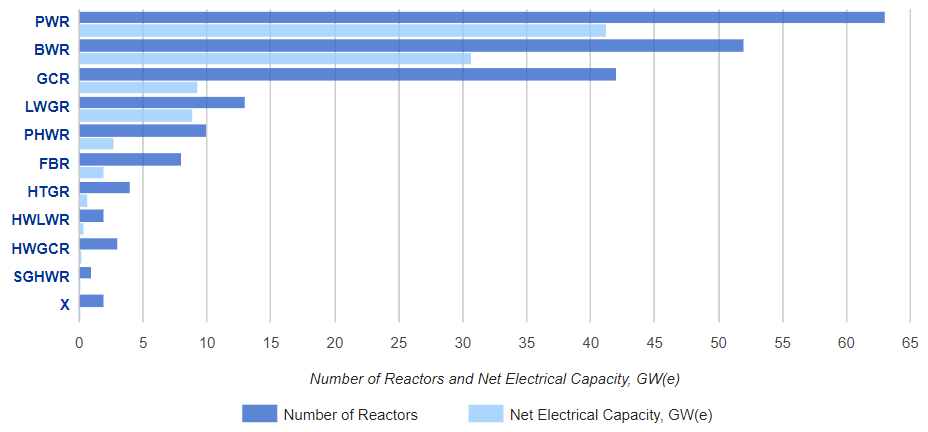 PWR
BWR
GCR
LWGR
PHWR
FBR
HTGR
HWLWR
HWGCR
SGHWR
X
0 5 10 15 20 25 30 35 40 45 50 55 60 65
Number of Reactors and Net Electrical Capacity, GW(e)
Number of Reactors Net Electrical Capacity, GW(e)